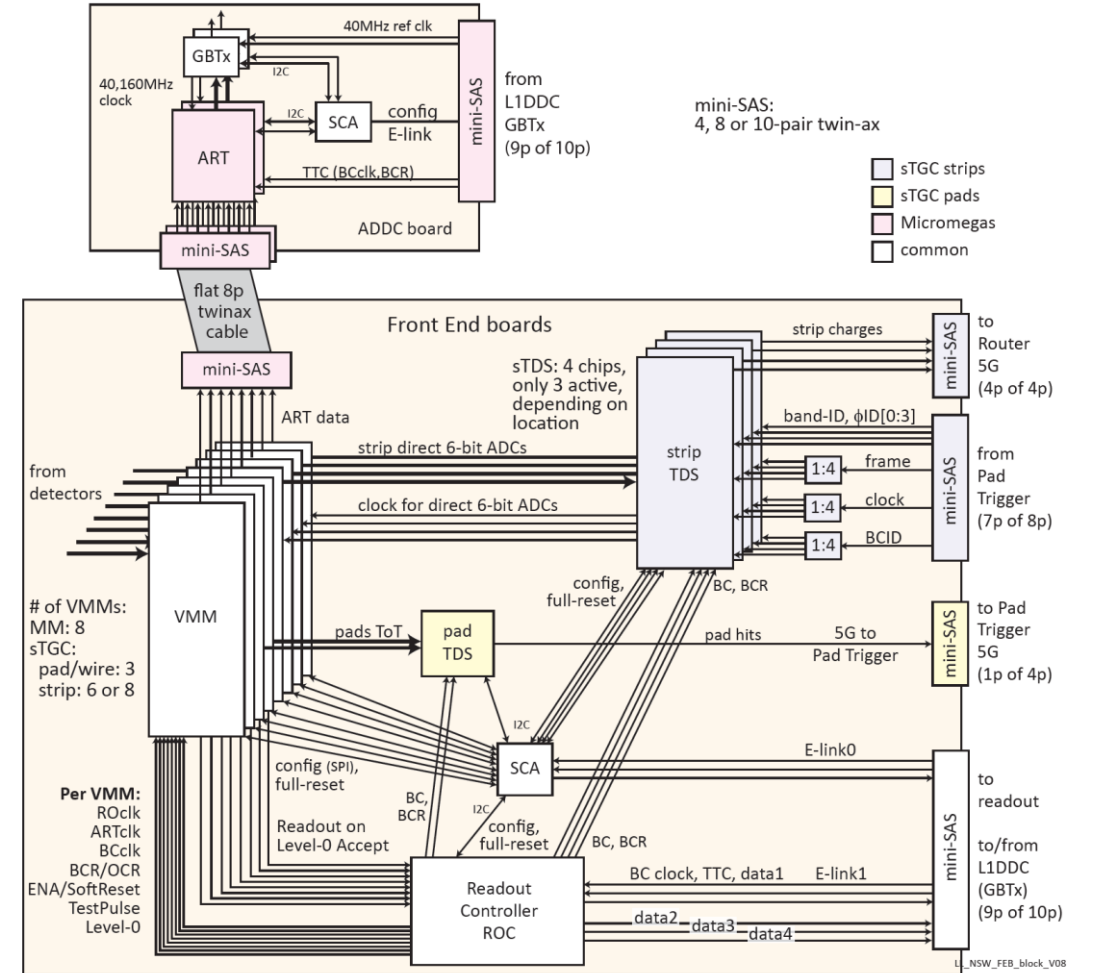 40MHz ref clk
GBTx
I2C
40,160MHz
clock
mini-SAS
from
L1DDC
GBTx
(9p of 10p)
I2C
SCA
config
E-link
ART
TTC (BCclk,BCR)
ADDC board
mini-SAS
mini-SAS:
4, 8 or 10-pair twin-ax
sTGC strips
sTGC pads
Micromegas
common
flat 8p
twinax
cable
Front End boards
mini-SAS
ART data
sTDS: 4 chips,
only 3 active,
depending on
location
strip charges
mini-SAS
to
Router
5G
(4p of 4p)
band-ID, ϕID[0:3]
strip
TDS
1:4
frame
1:4
clock
1:4
BCID
mini-SAS
from
Pad
Trigger
(7p of 8p)
from
detectors
strip direct 6-bit ADCs
clock for direct 6-bit ADCs
config,
full-reset
BC, BCR
# of VMMs:
MM: 8
sTGC:
pad/wire: 3
strip: 6 or 8
VMM
pads ToT
pad
TDS
pad hits
5G to
Pad Trigger
mini-SAS
to Pad
Trigger
5G
(1p of 4p)
I2C
SCA
E-link0
config (SPI),
full-reset
BC,
BCR
I2C
config,
full-reset
BC, BCR
Per VMM:
ROclk
ARTclk
BCclk
BCR/OCR
ENA/SoftReset
TestPulse
Level-0
Readout on
Level-0 Accept
Readout
Controller
ROC
BC clock, TTC, data1
E-link1
data2
data3
data4
mini-SAS
to
readout
to/from
L1DDC
(GBTx)
(9p of 10p)
LL_NSW_FEB_block_V08